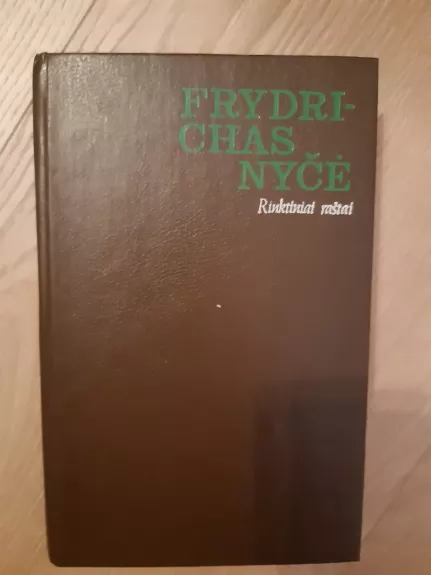 FRYDRI-
CHAS
NYČĖ
Rinktiniai raštai